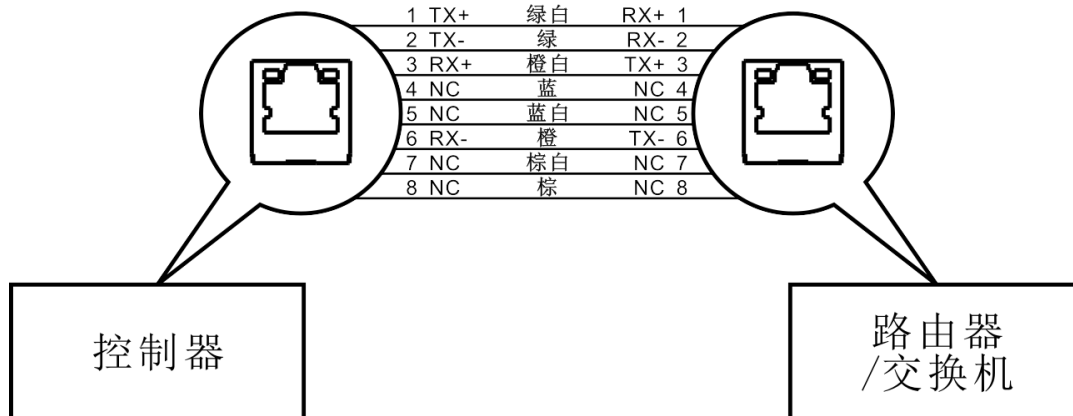 1 TX+ 绿白 RX+ 1
2 TX- 绿 RX- 2
3 RX+ 橙白 TX+ 3
4 NC 蓝 NC 4
5 NC 蓝白 NC 5
6 RX- 橙 TX- 6
7 NC 棕白 NC 7
8 NC 棕 NC 8
控制器
路由器
/交换机